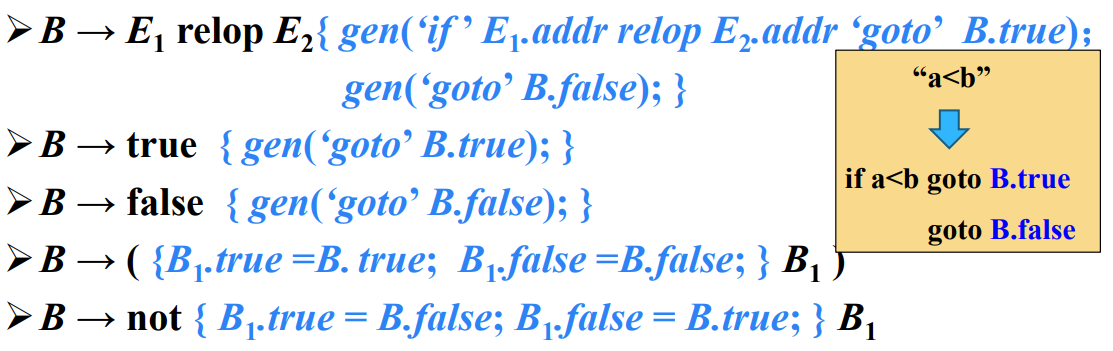 ➢ B → E₁ relop E₂{ gen(‘if ’ E₁.addr relop E₂.addr ‘goto’ B.true);
gen(‘goto’ B.false); }
➢ B → true { gen(‘goto’ B.true); }
➢ B → false { gen(‘goto’ B.false); }
➢ B → ( {B₁.true =B. true; B₁.false =B.false; } B₁ )
➢ B → not { B₁.true = B.false; B₁.false = B.true; } B₁
“a<b”
if a<b goto B.true
goto B.false